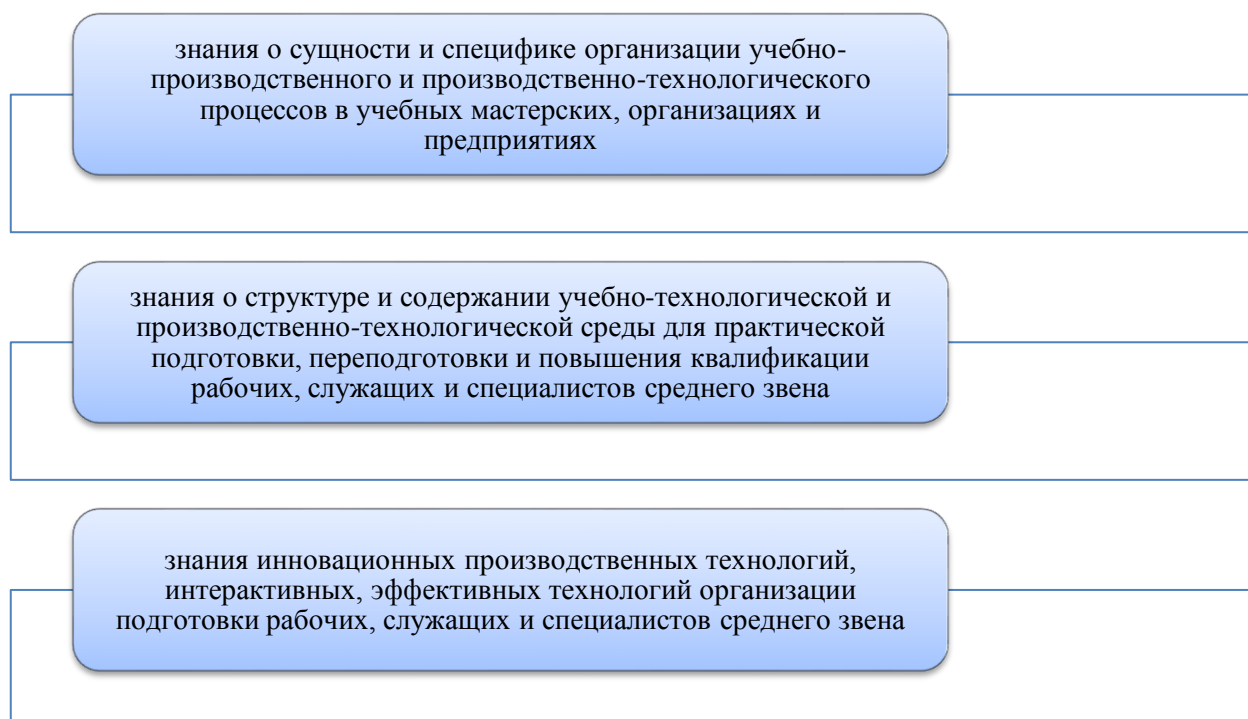 знания о сущности и специфике организации учебно-
производственного и производственно-технологического
процессов в учебных мастерских, организациях и
предприятиях
знания о структуре и содержании учебно-технологической и
производственно-технологической среды для практической
подготовки, переподготовки и повышения квалификации
рабочих, служащих и специалистов среднего звена
знания инновационных производственных технологий,
интерактивных, эффективных технологий организации
подготовки рабочих, служащих и специалистов среднего звена